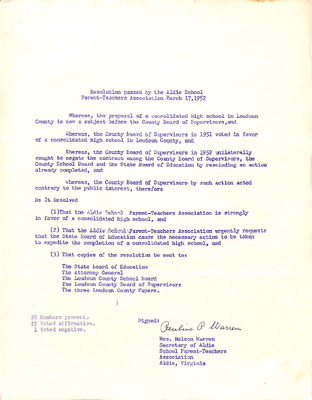 Resolution passed by the Aldie School
Parent-Teachers Association March 17,1952
Whereas, the proposal of a consolidated high school in Loudoun
County is now a subject before the County Board of Supervisors,and
Whereas, the County Board of Supervisors in 1951 voted in favor
of a consolidated high school in Loudoun County, and
Whereas, the County Board of Supervisors in 1952 unilaterally
sought to negate the contract among the County board of Supervisors, the
County School Board and the State Board of Education by rescinding an action
already completed, and
Whereas, the County Board of Supervisors by such action acted
contrary to the public interest, therefore
Be It Resolved
(1)That the Aldie School Parent-Teachers Association is strongly
in favor of a consolidated high school, and
(2) That the Aldie School Parent-Teachers Association urgently requests
that the State Board of Education cause the necessary action to be taken
to expedite the completion of a consolidated high school, and
(3) That copies of the resolution be sent to:
The State Board of Education
The Attorney General
The Loudoun County School Board
The Loudoun County Board of Supervisors
The three Loudoun County Papers.
28 Members present.
27 Voted affirmative.
1 Voted negative.
Signed:
Pauline P Warren
Mrs. Nelson Warren
Secretary of Aldie
School Parent-Teachers
Association
Aldie, Virginia